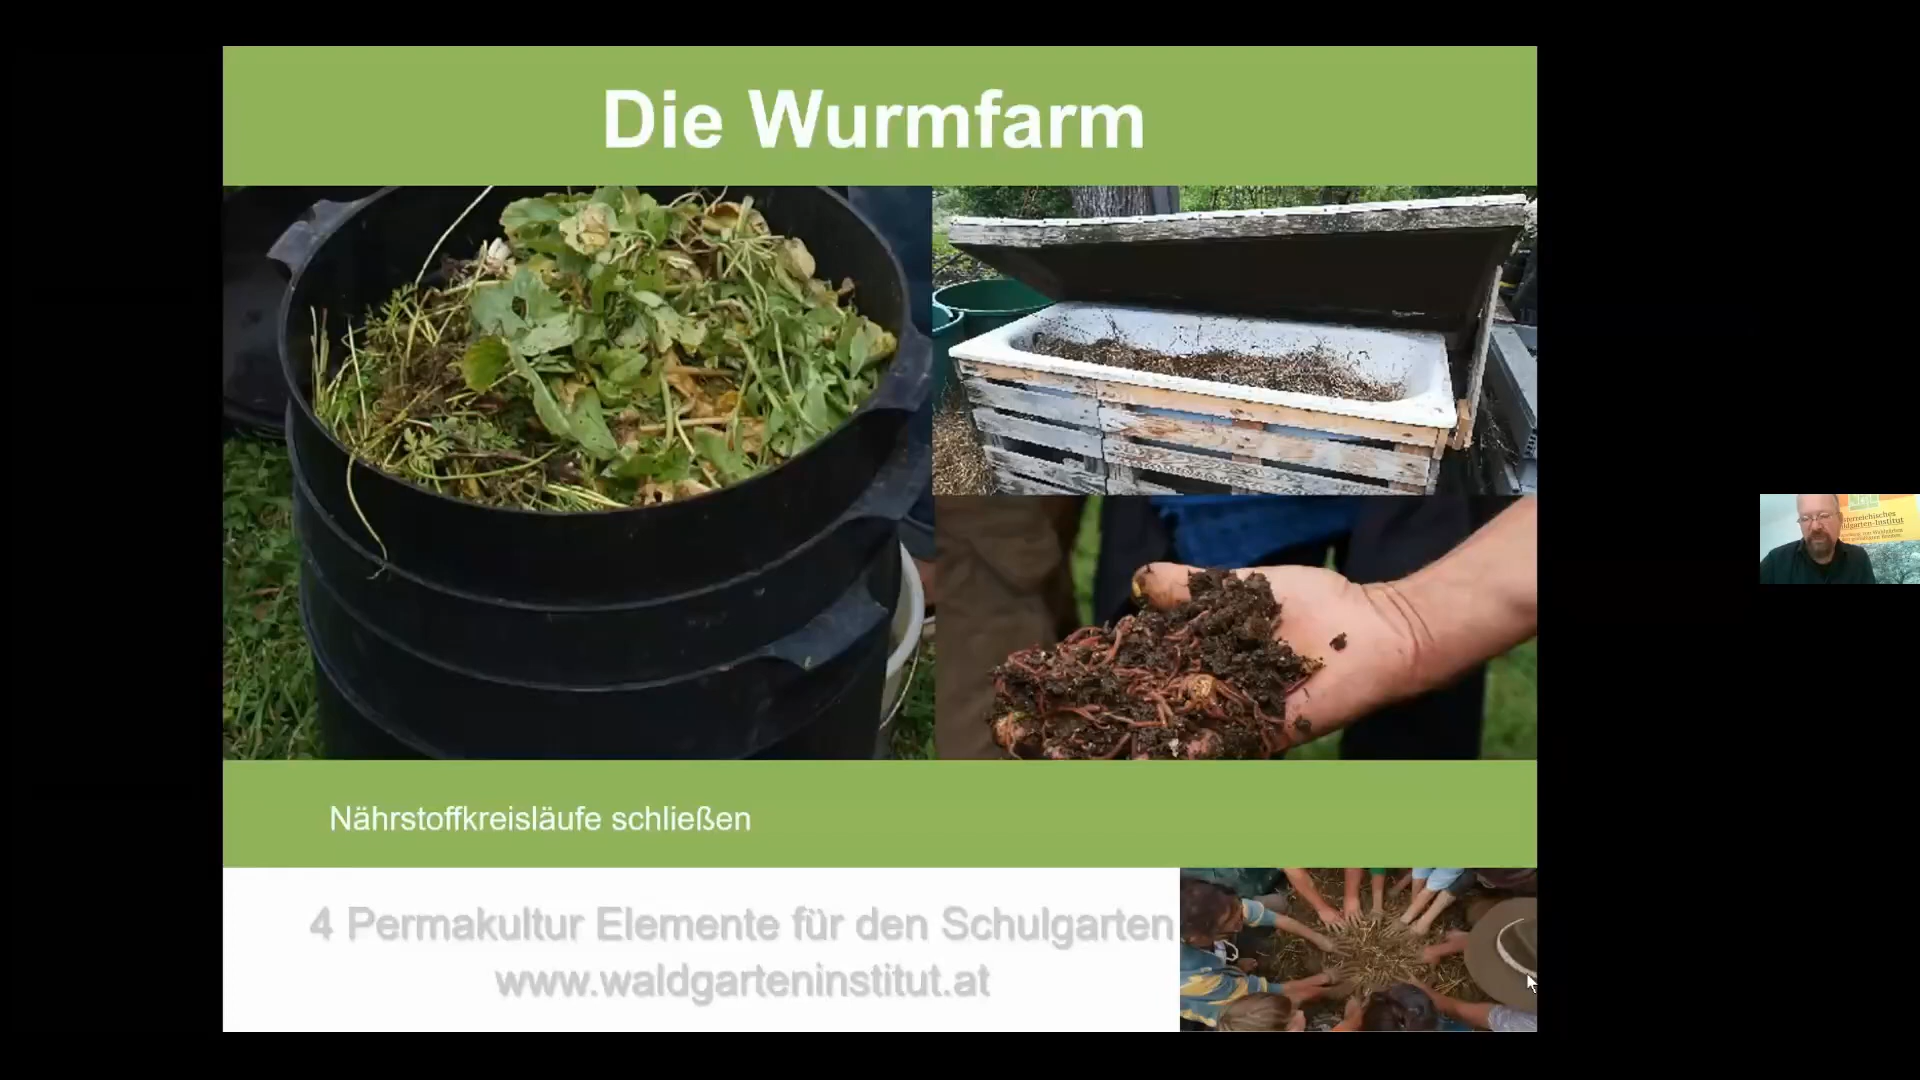 Die Wurmfarm
Nährstoffkreisläufe schließen
4 Permakultur Elemente für den Schulgarten
www.waldgarteninstitut.at